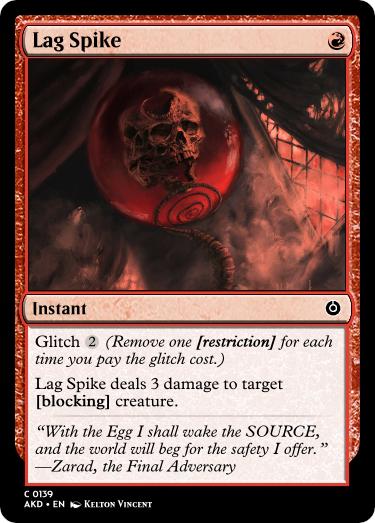 Lag Spike
Instant
Glitch 2 (Remove one [restriction] for each
time you pay the glitch cost.)
Lag Spike deals 3 damage to target
[blocking] creature.
“With the Egg I shall wake the SOURCE,
and the world will beg for the safety I offer.”
—Zarad, the Final Adversary
C 0139
AKD • EN Kelton Vincent